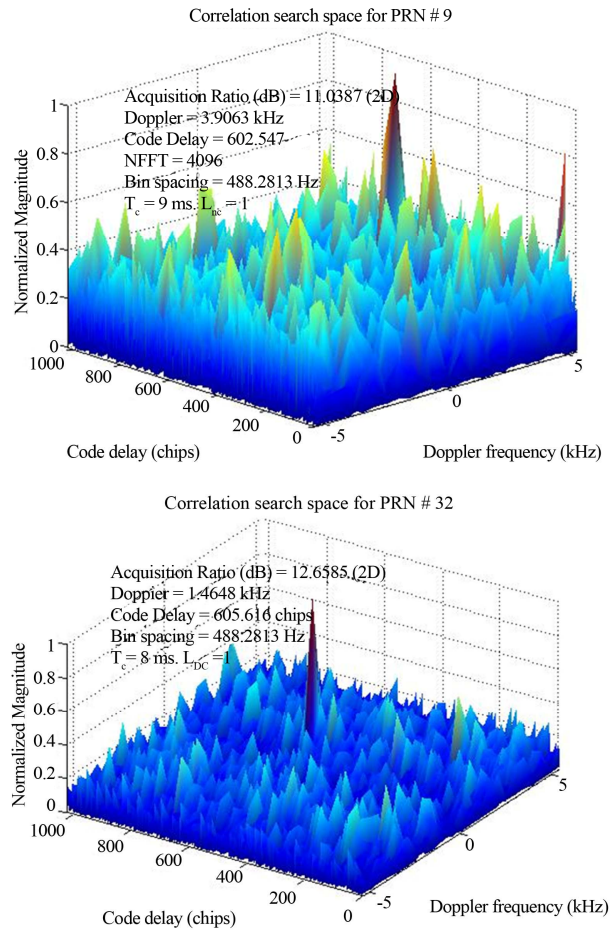 Correlation search space for PRN # 9
Acquisition Ratio (dB) = 11.0387 (2D)
Doppler = 3.9063 kHz
Code Delay = 602.547
NFFT = 4096
Bin spacing = 488.2813 Hz
Tc = 9 ms. Lnc = 1
Normalized Magnitude
1
0.8
0.6
0.4
0.2
0
1000
800
600
400
200
0
-5
0
5
Code delay (chips)
Doppler frequency (kHz)
Correlation search space for PRN # 32
Acquisition Ratio (dB) = 12.6585 (2D)
Doppier = 1.4648 kHz
Code Delay = 605.616 chips
Bin spacing = 488.2813 Hz
Tc = 8 ms. LDC =1
Normalized Magnitude
1
0.8
0.6
0.4
0.2
0
1000
800
600
400
200
0
-5
0
5
Code delay (chips)
Doppler frequency (kHz)